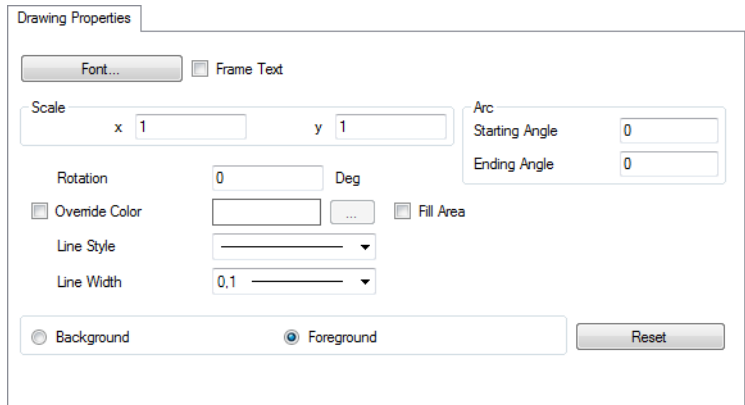 Drawing Properties
Font... Frame Text
Scale Arc
x 1 y 1 Starting Angle 0
Ending Angle 0
Rotation 0 Deg
Override Color ... Fill Area
Line Style
Line Width 0,1
Background Foreground Reset